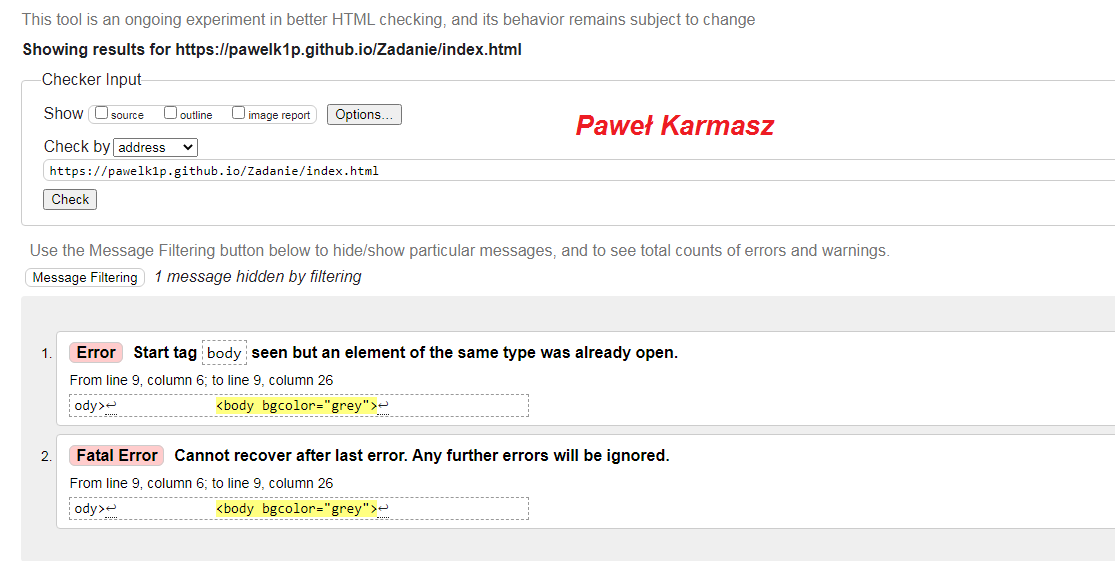 This tool is an ongoing experiment in better HTML checking, and its behavior remains subject to change
Showing results for https://pawelk1p.github.io/Zadanie/index.html
Checker Input
Show source outline image report Options...
Paweł Karmasz
Check by address
https://pawelk1p.github.io/Zadanie/index.html
Check
Use the Message Filtering button below to hide/show particular messages, and to see total counts of errors and warnings.
Message Filtering 1 message hidden by filtering
1. Error Start tag body seen but an element of the same type was already open.
From line 9, column 6; to line 9, column 26
ody>↩ <body bgcolor="grey">↩
2. Fatal Error Cannot recover after last error. Any further errors will be ignored.
From line 9, column 6; to line 9, column 26
ody>↩ <body bgcolor="grey">↩